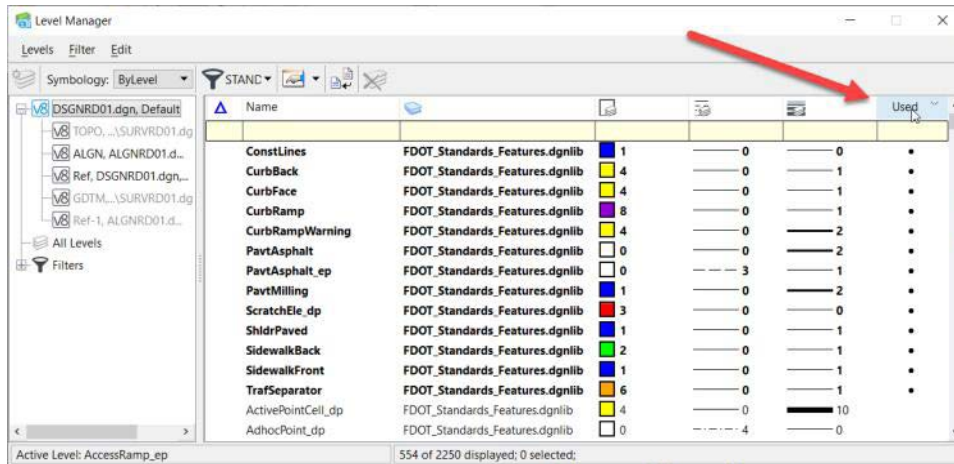 Level Manager
Levels Filter Edit
Symbology: ByLevel STAND
DSGNRD01.dgn, Default
TOPO, ...\SURVRD01.dg
ALGN, ALGNRD01.d...
Ref, DSGNRD01.dgn,...
GDTM,...\SURVRD01.dg
Ref-1, ALGNRD01.d...
All Levels
Filters
Name Used
ConstLines FDOT_Standards_Features.dgnlib 1 0 0 •
CurbBack FDOT_Standards_Features.dgnlib 4 0 1 •
CurbFace FDOT_Standards_Features.dgnlib 4 0 1 •
CurbRamp FDOT_Standards_Features.dgnlib 8 0 1 •
CurbRampWarning FDOT_Standards_Features.dgnlib 4 0 2 •
PavtAsphalt FDOT_Standards_Features.dgnlib 0 0 2 •
PavtAsphalt_ep FDOT_Standards_Features.dgnlib 0 3 1 •
PavtMilling FDOT_Standards_Features.dgnlib 1 0 2 •
ScratchEle_dp FDOT_Standards_Features.dgnlib 3 0 0 •
ShldrPaved FDOT_Standards_Features.dgnlib 1 0 1 •
SidewalkBack FDOT_Standards_Features.dgnlib 2 0 1 •
SidewalkFront FDOT_Standards_Features.dgnlib 1 0 1 •
TrafSeparator FDOT_Standards_Features.dgnlib 6 0 1 •
ActivePointCell_dp FDOT_Standards_Features.dgnlib 4 0 10
AdhocPoint_dp FDOT_Standards_Features.dgnlib 0 4 0
Active Level: AccessRamp_ep 554 of 2250 displayed; 0 selected;